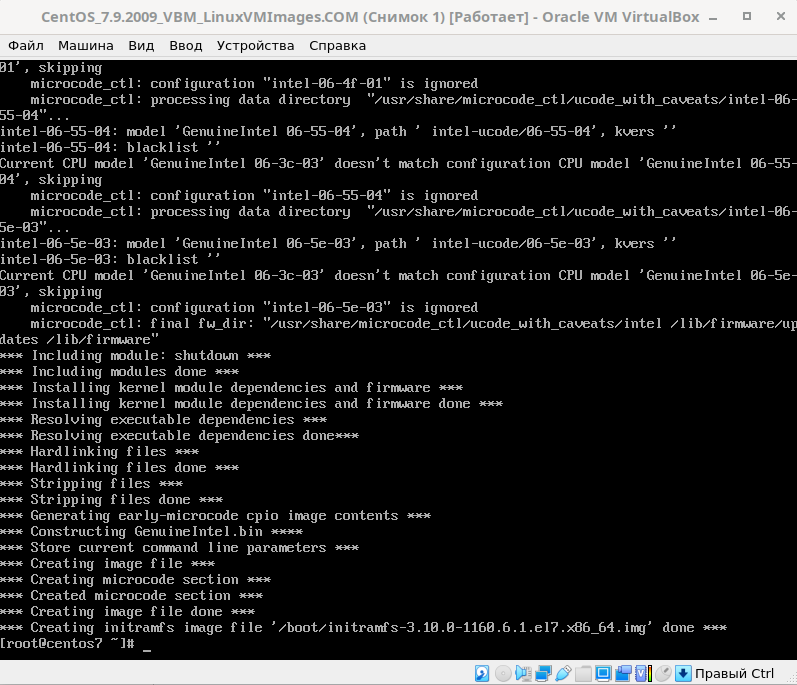 CentOS_7.9.2009_VBM_LinuxVMImages.COM (Снимок 1) [Работает] - Oracle VM VirtualBox
Файл Машина Вид Ввод Устройства Справка
01', skipping
microcode_ctl: configuration "intel-06-4f-01" is ignored
microcode_ctl: processing data directory  "/usr/share/microcode_ctl/ucode_with_caveats/intel-06-
55-04"...
intel-06-55-04: model 'GenuineIntel 06-55-04', path ' intel-ucode/06-55-04', kvers ''
intel-06-55-04: blacklist ''
Current CPU model 'GenuineIntel 06-3c-03' doesn't match configuration CPU model 'GenuineIntel 06-55-
04', skipping
microcode_ctl: configuration "intel-06-55-04" is ignored
microcode_ctl: processing data directory  "/usr/share/microcode_ctl/ucode_with_caveats/intel-06-
5e-03"...
intel-06-5e-03: model 'GenuineIntel 06-5e-03', path ' intel-ucode/06-5e-03', kvers ''
intel-06-5e-03: blacklist ''
Current CPU model 'GenuineIntel 06-3c-03' doesn't match configuration CPU model 'GenuineIntel 06-5e-
03', skipping
microcode_ctl: configuration "intel-06-5e-03" is ignored
microcode_ctl: final fw_dir: "/usr/share/microcode_ctl/ucode_with_caveats/intel /lib/firmware/up
dates /lib/firmware"
*** Including module: shutdown ***
*** Including modules done ***
*** Installing kernel module dependencies and firmware ***
*** Installing kernel module dependencies and firmware done ***
*** Resolving executable dependencies ***
*** Resolving executable dependencies done***
*** Hardlinking files ***
*** Hardlinking files done ***
*** Stripping files ***
*** Stripping files done ***
*** Generating early-microcode cpio image contents ***
*** Constructing GenuineIntel.bin ****
*** Store current command line parameters ***
*** Creating image file ***
*** Creating microcode section ***
*** Created microcode section ***
*** Creating image file done ***
*** Creating initramfs image file '/boot/initramfs-3.10.0-1160.6.1.el7.x86_64.img' done ***
[root@centos7 ~]# _
Правый Ctrl